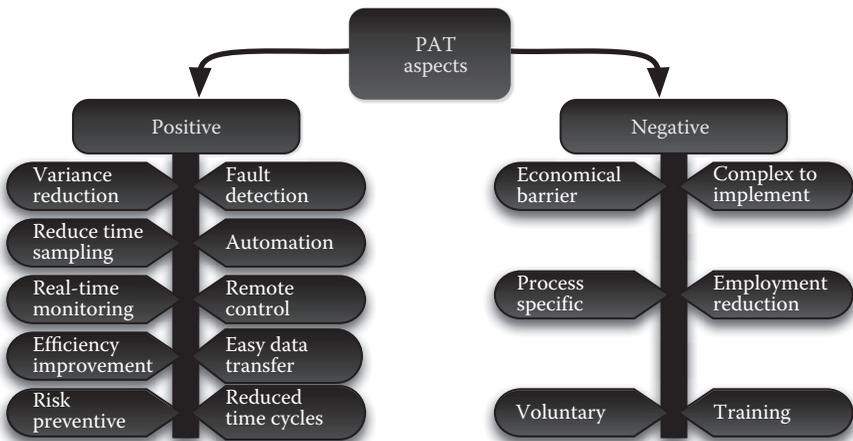 PAT
aspects
Positive
Negative
Variance
reduction
Fault
detection
Economical
barrier
Complex to
implement
Reduce time
sampling
Automation
Real-time
monitoring
Remote
control
Process
specific
Employment
reduction
Efficiency
improvement
Easy data
transfer
Risk
preventive
Reduced
time cycles
Voluntary
Training